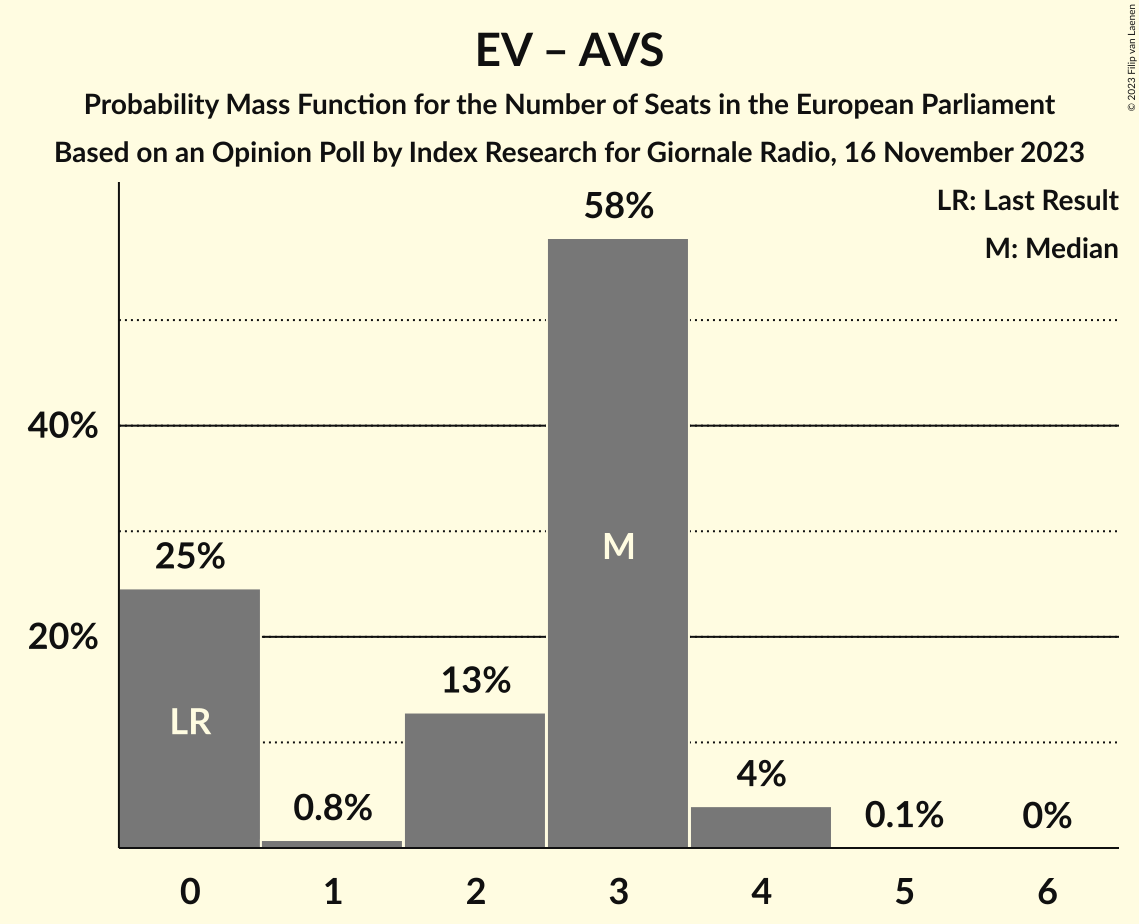 EV – AVS
Probability Mass Function for the Number of Seats in the European Parliament
Based on an Opinion Poll by Index Research for Giornale Radio, 16 November 2023
© 2023 Filip van Laenen
LR: Last Result
M: Median
58%
40%
M
25%
20%
13%
LR
4%
0.8%
0.1%
0%
0 1 2 3 4 5 6